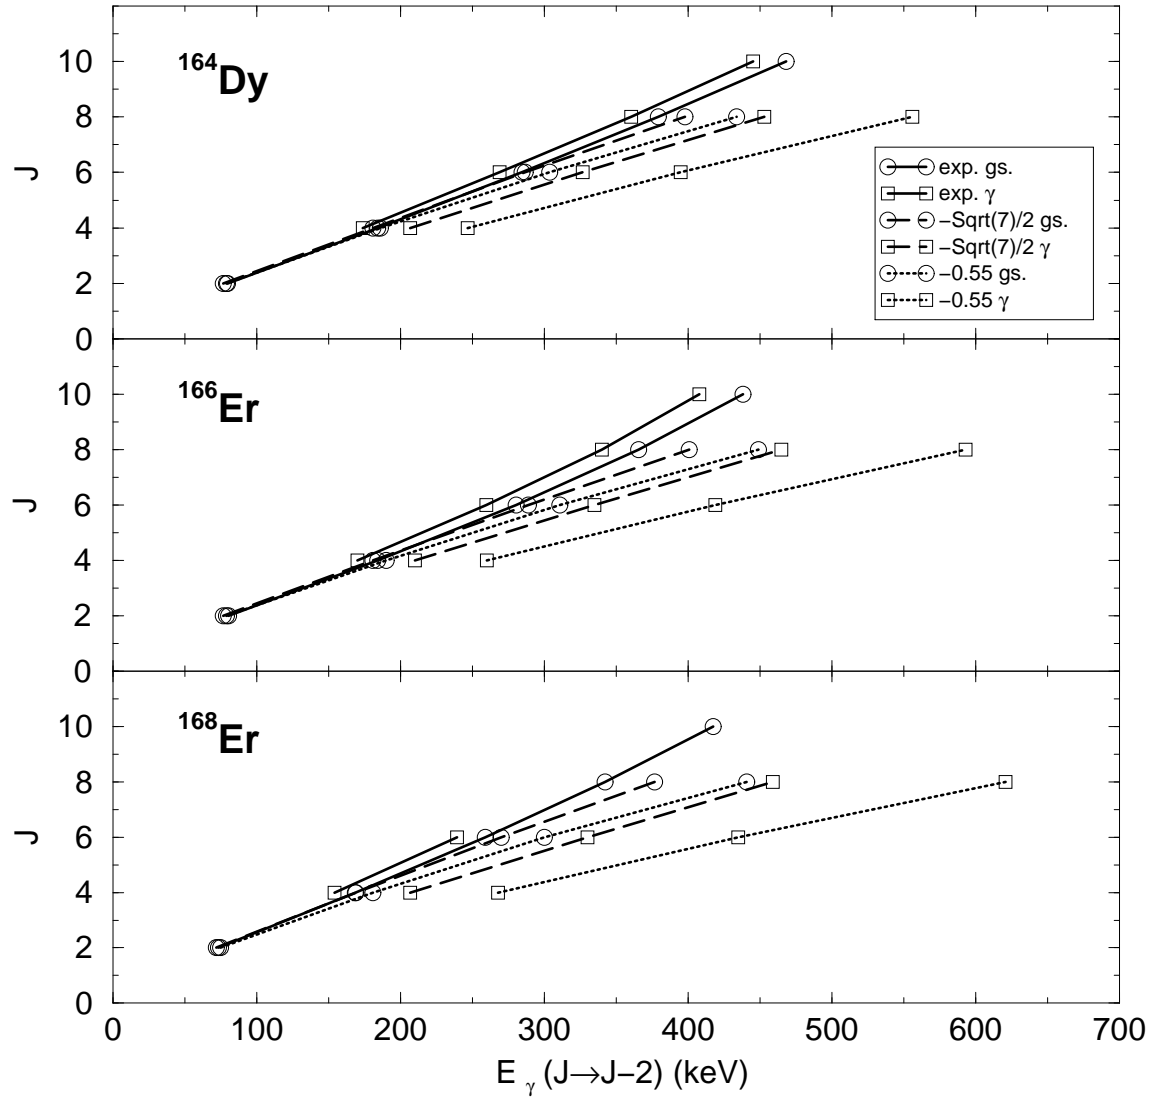 164Dy
10
8
6
4
2
0
J
exp. gs.
exp. γ
−Sqrt(7)/2 gs.
−Sqrt(7)/2 γ
−0.55 gs.
−0.55 γ
166Er
10
8
6
4
2
0
J
168Er
10
8
6
4
2
0
J
0 100 200 300 400 500 600 700
E γ (J→J−2) (keV)